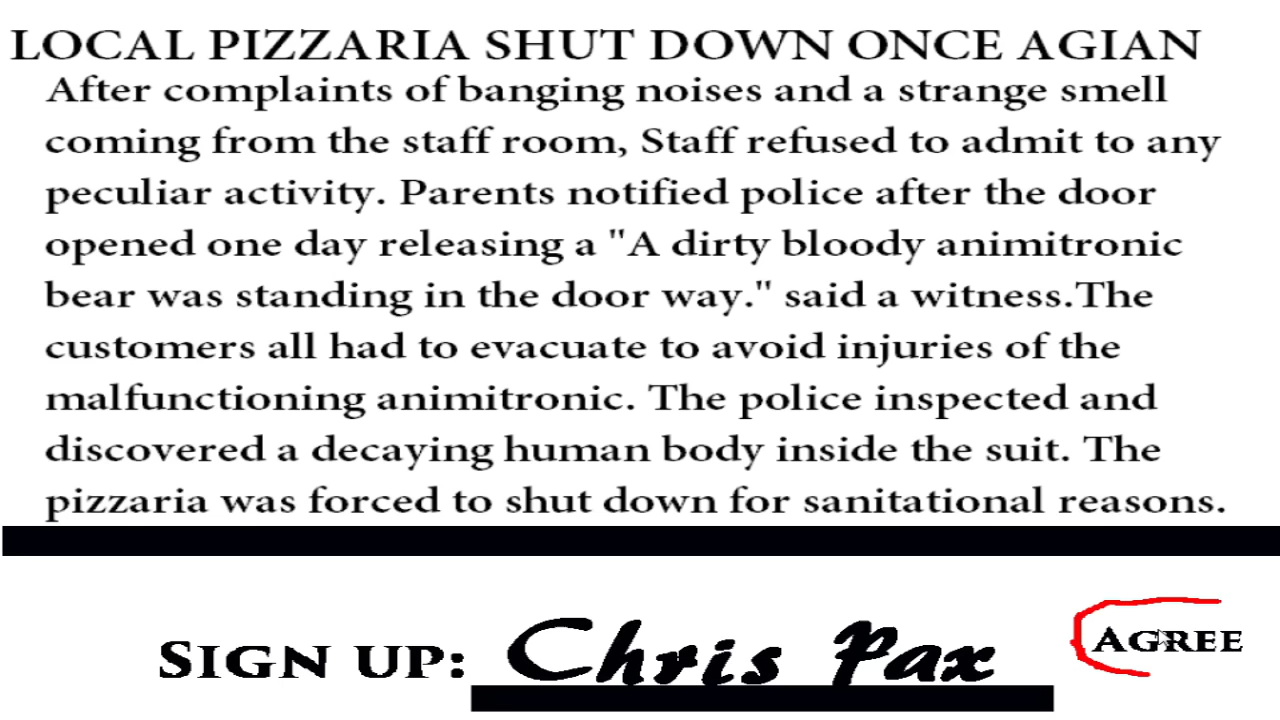 LOCAL PIZZARIA SHUT DOWN ONCE AGIAN
After complaints of banging noises and a strange smell
coming from the staff room, Staff refused to admit to any
peculiar activity. Parents notified police after the door
opened one day releasing a "A dirty bloody animitronic
bear was standing in the door way." said a witness.The
customers all had to evacuate to avoid injuries of the
malfunctioning animitronic. The police inspected and
discovered a decaying human body inside the suit. The
pizzaria was forced to shut down for sanitational reasons.
SIGN UP: Chris Pax
AGREE